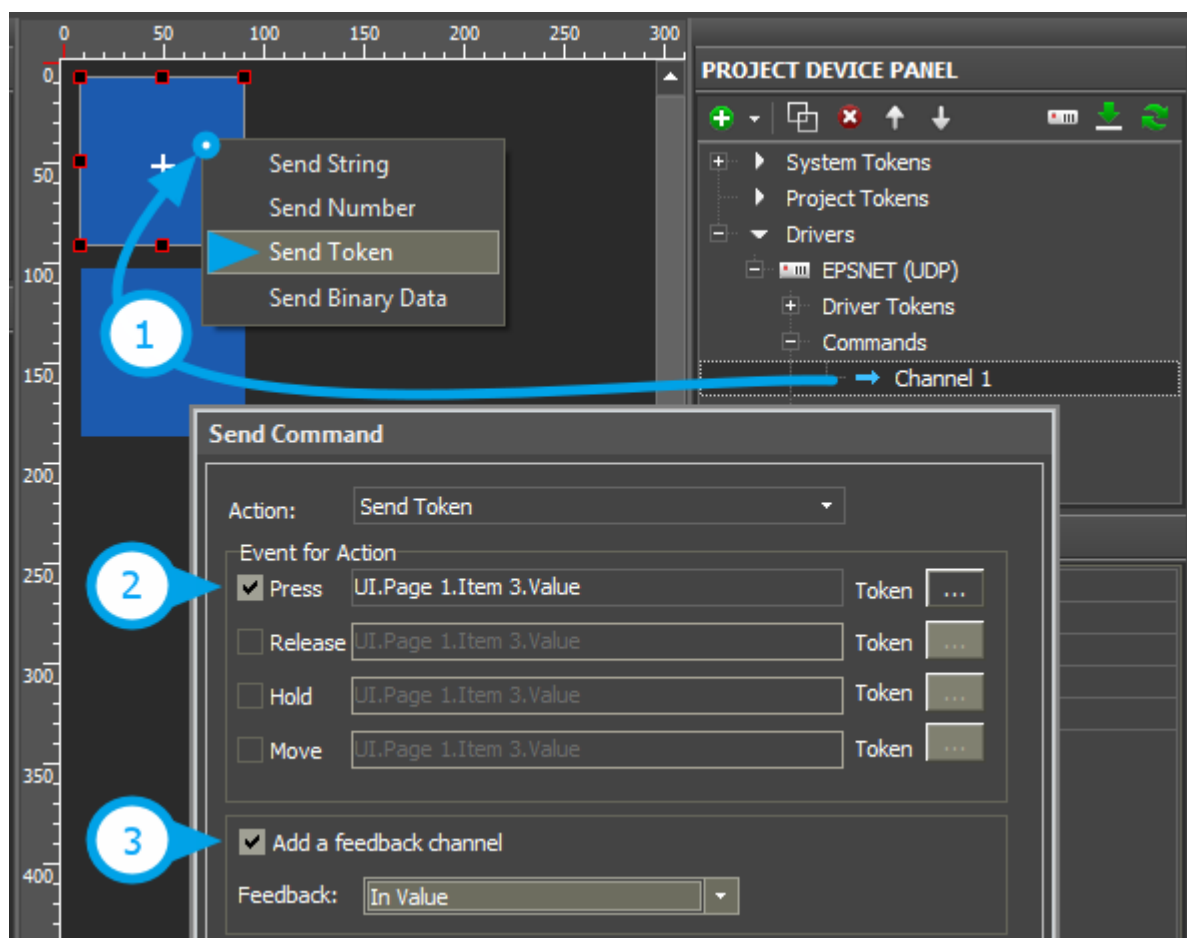 0 50 100 150 200 250 300
0
50
100
150
200
250
300
350
400
Send String
Send Number
Send Token
Send Binary Data
1
PROJECT DEVICE PANEL
System Tokens
Project Tokens
Drivers
EPSNET (UDP)
Driver Tokens
Commands
Channel 1
Send Command
Action: Send Token
Event for Action
2
Press UI.Page 1.Item 3.Value Token ...
Release UI.Page 1.Item 3.Value Token ...
Hold UI.Page 1.Item 3.Value Token ...
Move UI.Page 1.Item 3.Value Token ...
3
Add a feedback channel
Feedback: In Value